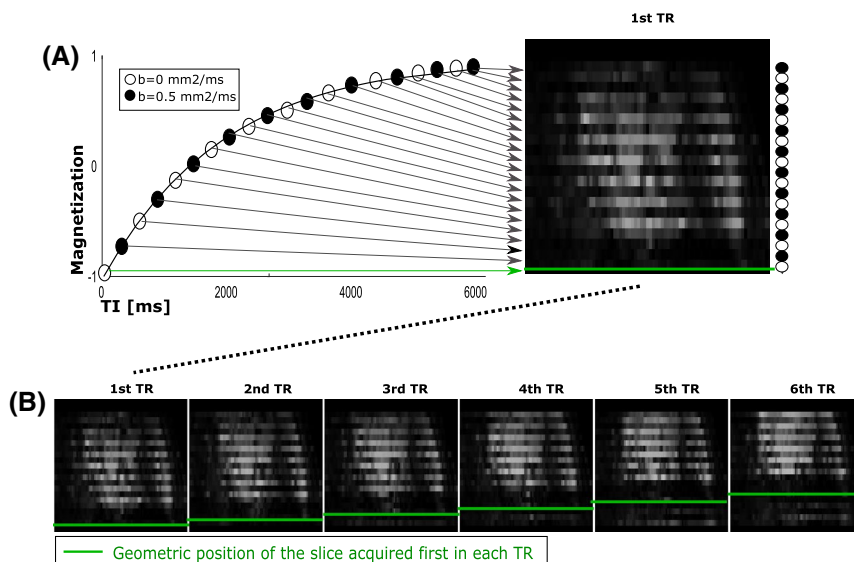 1st TR
(A)
1
b=0 mm2/ms
b=0.5 mm2/ms
Magnetization
0
-1
0 2000 4000 6000
TI [ms]
(B)
1st TR 2nd TR 3rd TR 4th TR 5th TR 6th TR
Geometric position of the slice acquired first in each TR